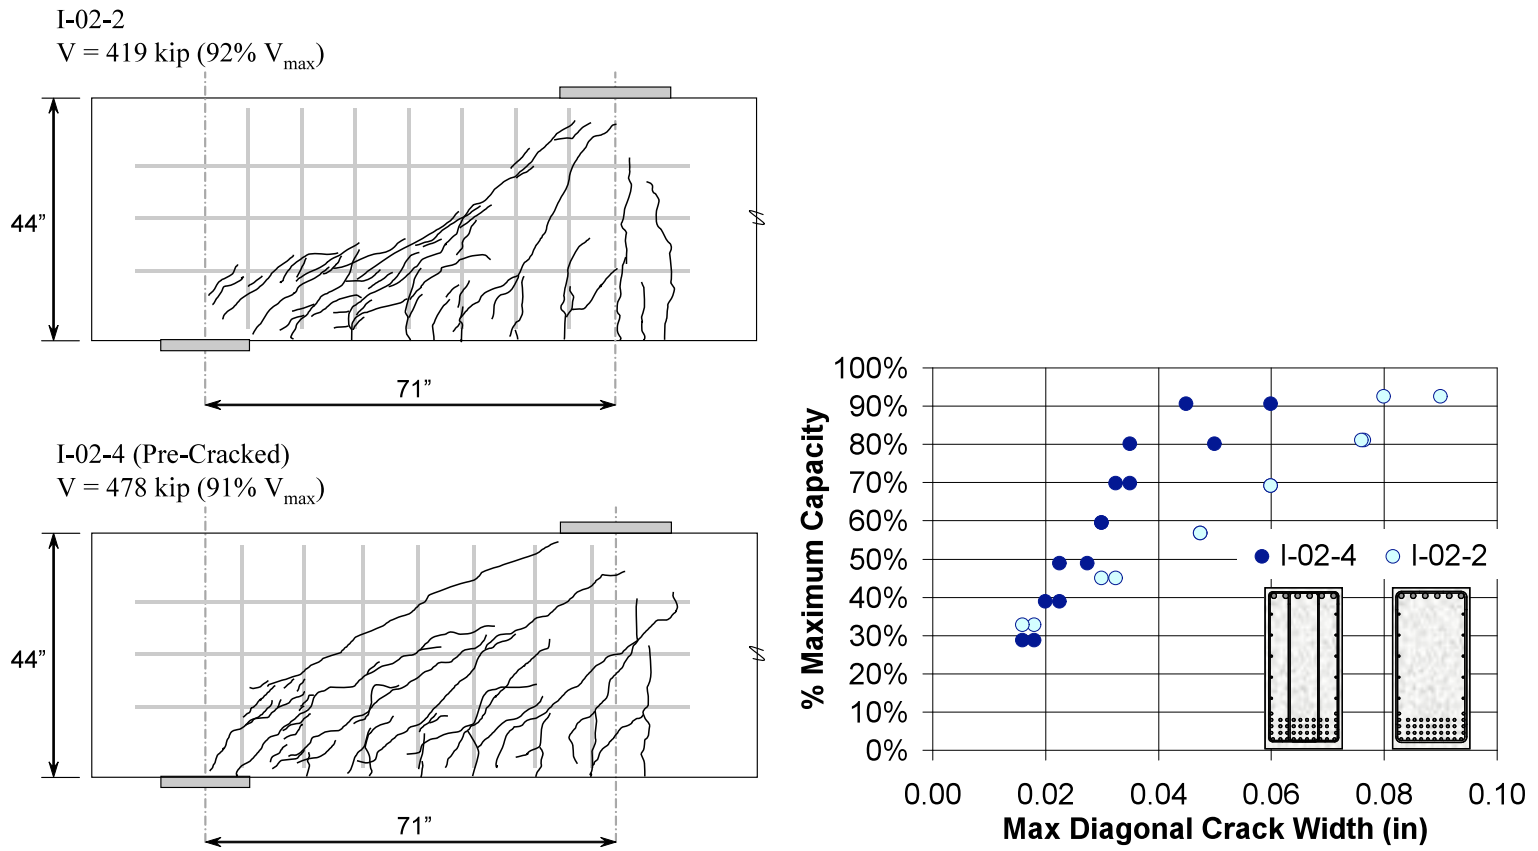 I-02-2
V = 419 kip (92% Vmax)
44”
71”
I-02-4 (Pre-Cracked)
V = 478 kip (91% Vmax)
44”
71”
100%
90%
80%
70%
60%
50%
40%
30%
20%
10%
0%
% Maximum Capacity
I-02-4 I-02-2
0.00 0.02 0.04 0.06 0.08 0.10
Max Diagonal Crack Width (in)